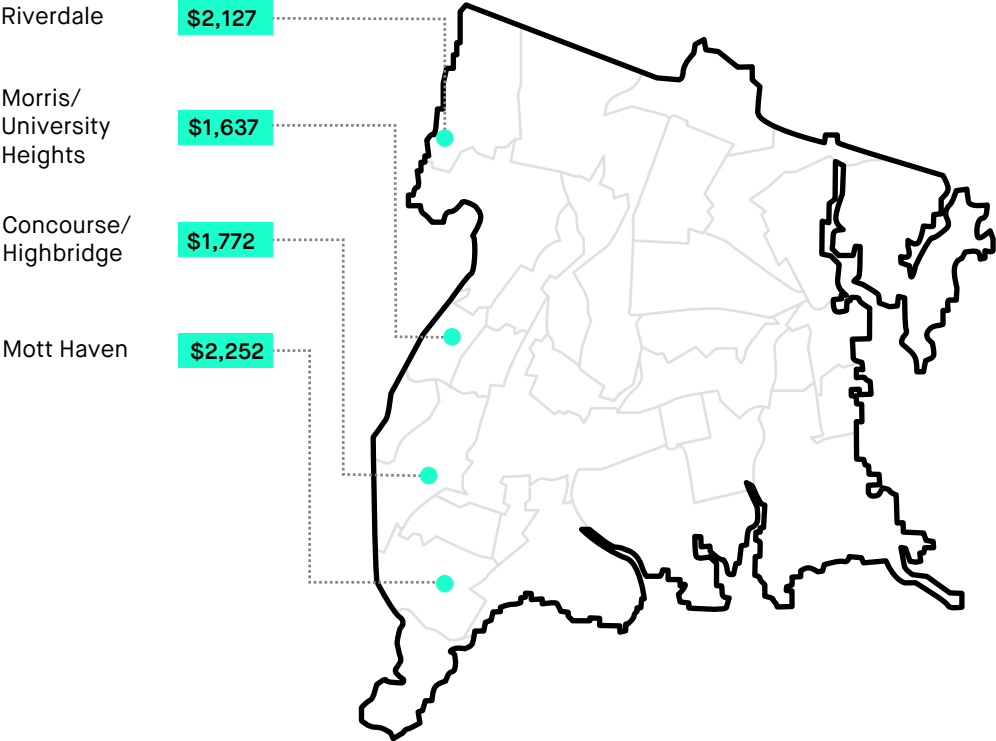 Riverdale
$2,127
Morris/
University
Heights
$1,637
Concourse/
Highbridge
$1,772
Mott Haven
$2,252